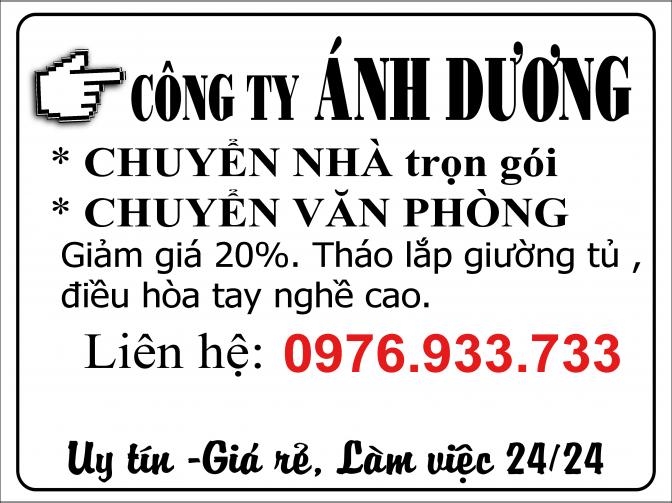 CÔNG TY ÁNH DƯƠNG
* CHUYỂN NHÀ trọn gói
* CHUYỂN VĂN PHÒNG
Giảm giá 20%. Tháo lắp giường tủ ,
điều hòa tay nghề cao.
Liên hệ: 0976.933.733
Uy tín -Giá rẻ, Làm việc 24/24